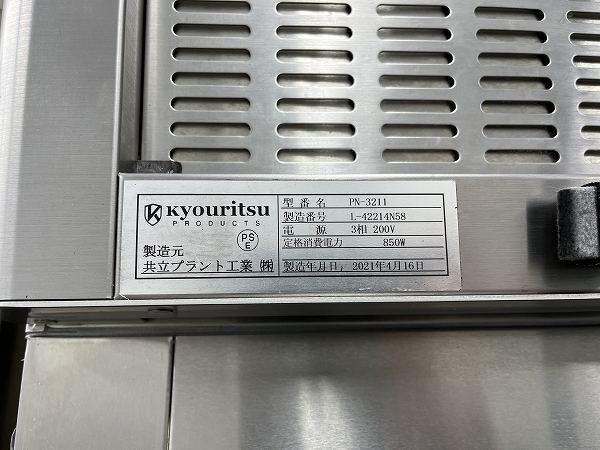 kyouritsu
PRODUCTS
PS
E
製造元
共立プラント工業㈱
型番名 PN-3211
製造番号 L-42214N58
電源 3相 200V
定格消費電力 850W
製造年月日, 2021年4月16日